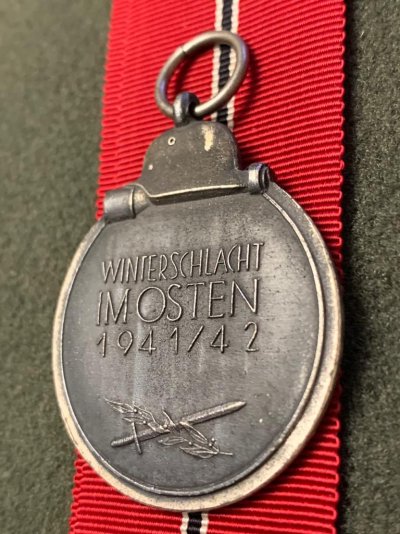 WINTERSCHLACHT
IM OSTEN
1941/42